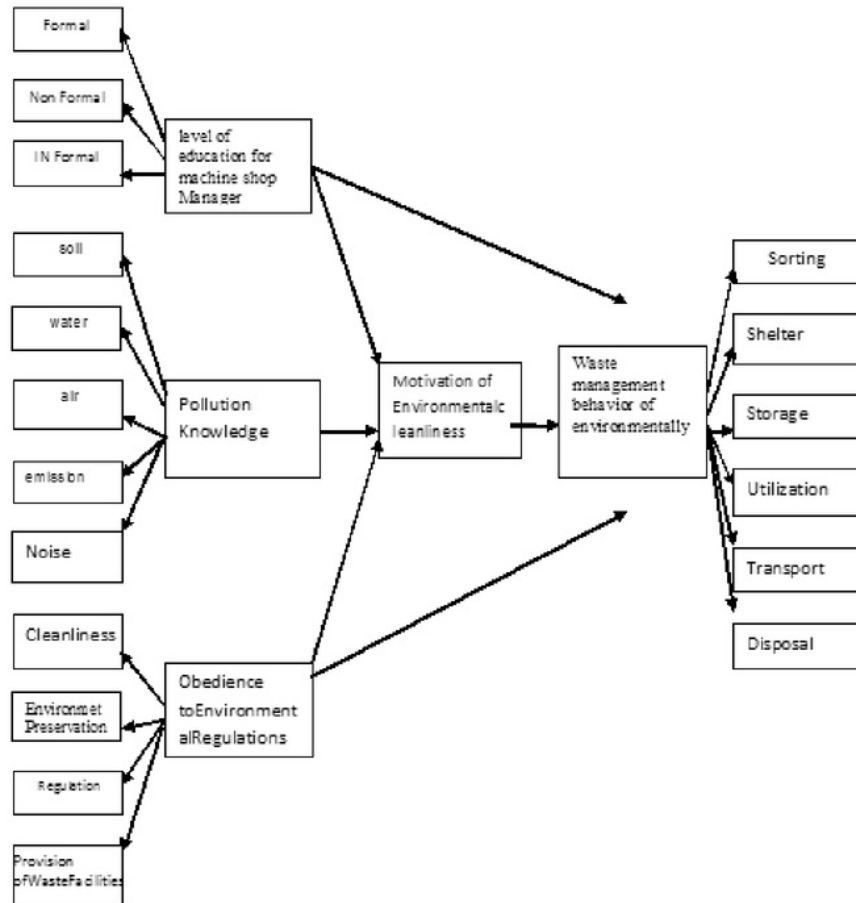 Formal
Non Formal
IN Formal
level of
education for
machine shop
Manager
soil
water
air
emission
Noise
Pollution
Knowledge
Motivation of
Environmentalc
leanliness
Waste
management
behavior of
environmentally
Sorting
Shelter
Storage
Utilization
Transport
Disposal
Cleanliness
Environmet
Preservation
Regulation
Provision
ofWasteFacilities
Obedience
toEnvironment
alRegulations